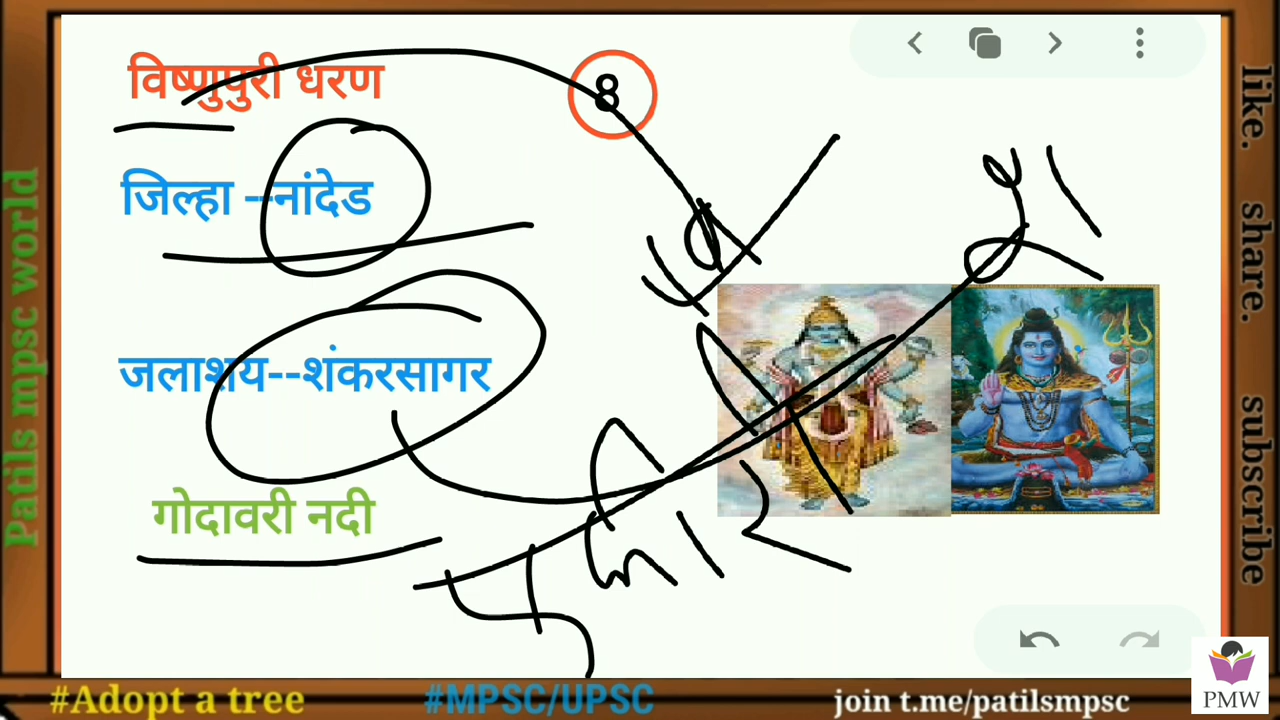 विष्णुपुरी धरण
8
जिल्हा --नांदेड
जलाशय--शंकरसागर
गोदावरी नदी
Patils mpsc world
like. share. subscribe
#Adopt a tree
#MPSC/UPSC
join t.me/patilsmpsc
PMW